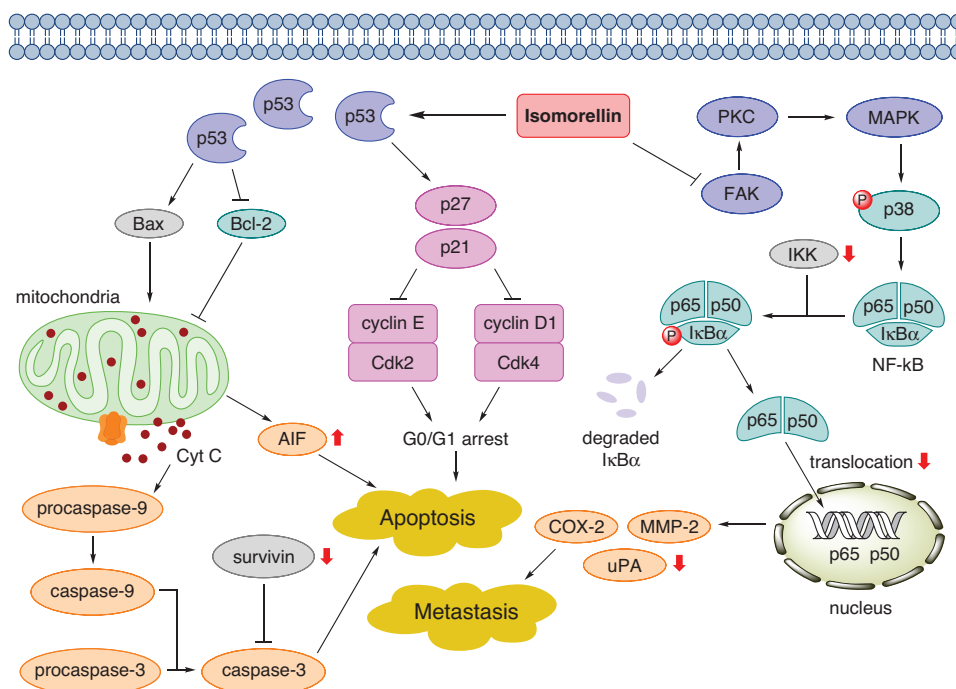 p53
p53
p53
Isomorellin
PKC
MAPK
FAK
P
p38
Bax
Bcl-2
p27
p21
IKK
mitochondria
cyclin E
Cdk2
cyclin D1
Cdk4
p65 p50
P
IκBα
p65 p50
IκBα
NF-kB
degraded
IκBα
p65 p50
G0/G1 arrest
AIF
Cyt C
translocation
procaspase-9
Apoptosis
COX-2
MMP-2
uPA
p65 p50
nucleus
survivin
caspase-9
Metastasis
procaspase-3
caspase-3